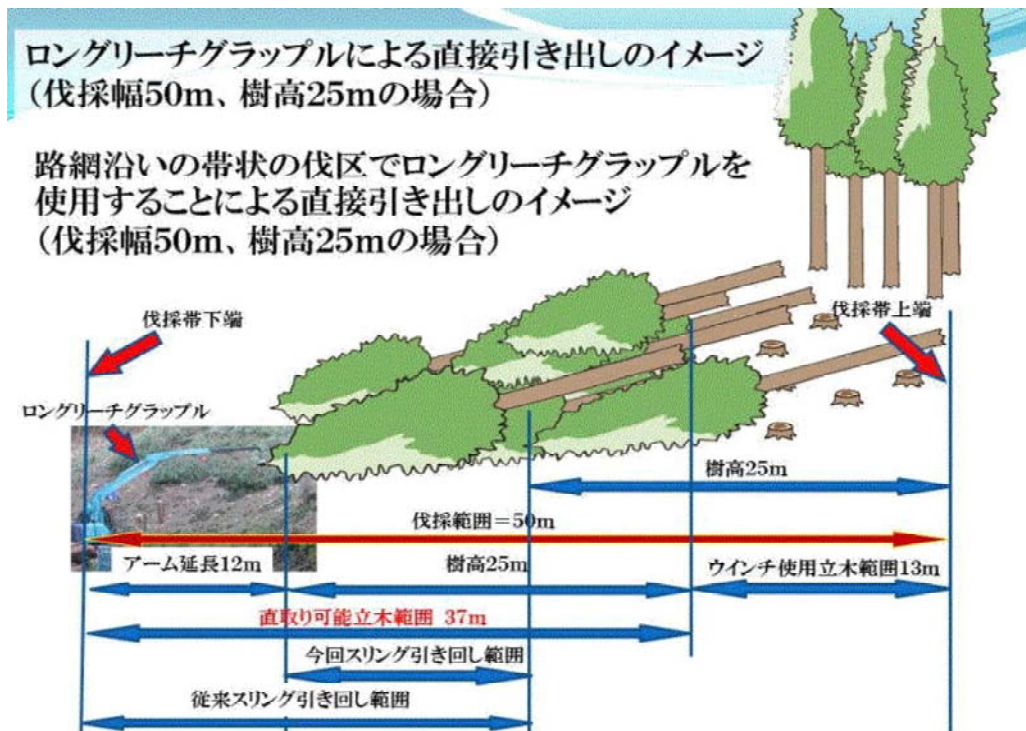 ロングリーチグラップルによる直接引き出しのイメージ
（伐採幅50m、樹高25mの場合）
路網沿いの帯状の伐区でロングリーチグラップルを
使用することによる直接引き出しのイメージ
（伐採幅50m、樹高25mの場合）
伐採帯下端
伐採帯上端
ロングリーチグラップル
樹高25m
伐採範囲＝50m
アーム延長12m
樹高25m
ウインチ使用立木範囲13m
直取り可能立木範囲 37m
今回スリング引き回し範囲
従来スリング引き回し範囲